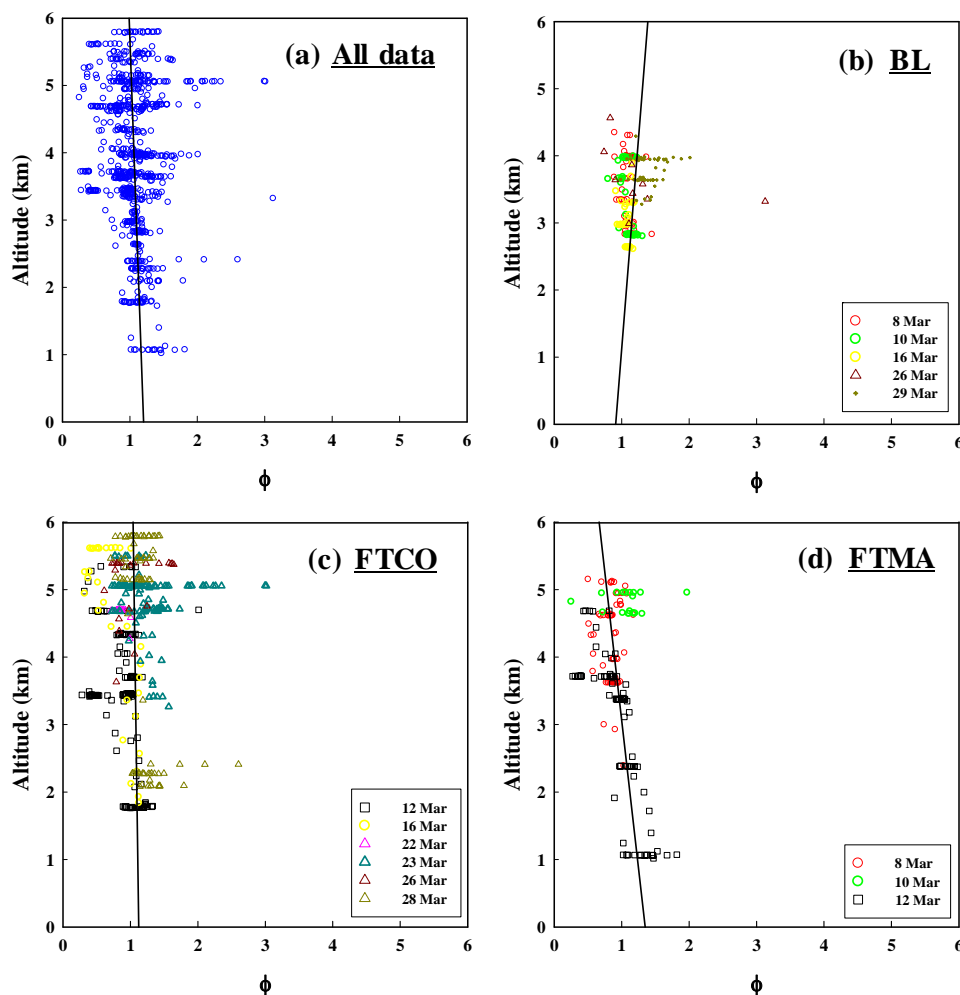 (a) All data
Altitude (km)
6
5
4
3
2
1
0
0 1 2 3 4 5 6
ϕ
(b) BL
Altitude (km)
6
5
4
3
2
1
0
8 Mar
10 Mar
16 Mar
26 Mar
29 Mar
0 1 2 3 4 5 6
ϕ
(c) FTCO
Altitude (km)
6
5
4
3
2
1
0
12 Mar
16 Mar
22 Mar
23 Mar
26 Mar
28 Mar
0 1 2 3 4 5 6
ϕ
(d) FTMA
Altitude (km)
6
5
4
3
2
1
0
8 Mar
10 Mar
12 Mar
0 1 2 3 4 5 6
ϕ